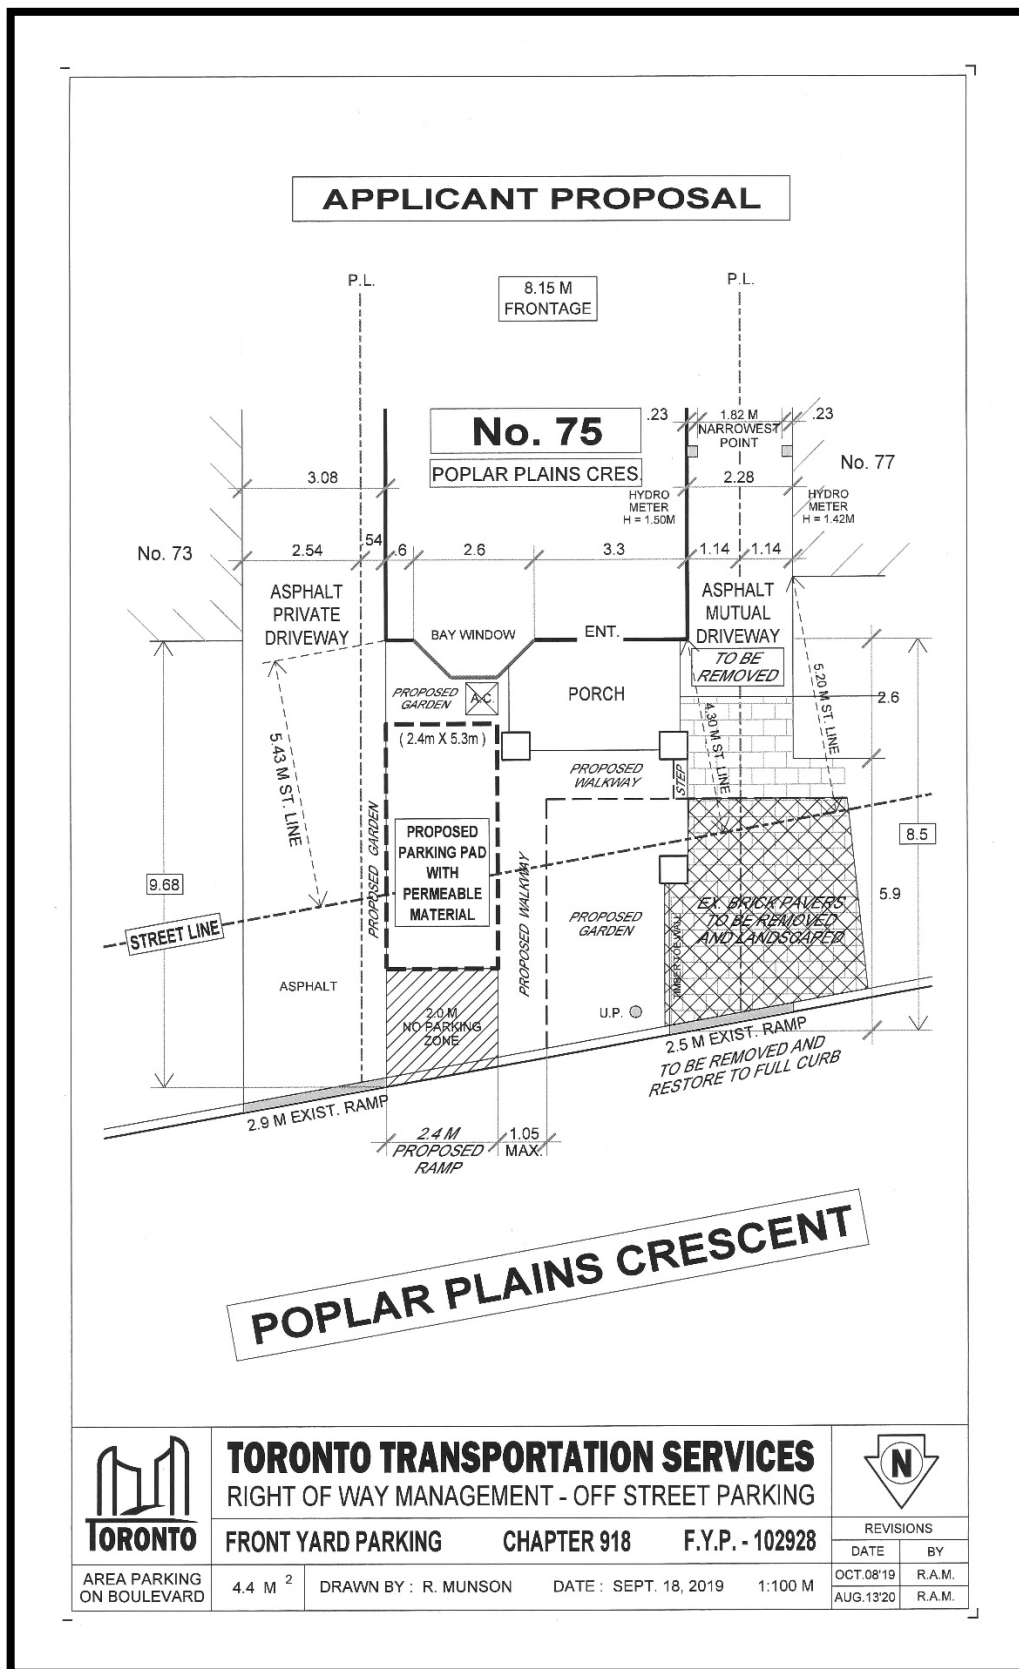 APPLICANT PROPOSAL
P.L.
8.15 M
FRONTAGE
P.L.
No. 75
POPLAR PLAINS CRES.
.23
1.82 M
NARROWEST
POINT
.23
No. 77
3.08
2.28
HYDRO
METER
H = 1.50M
HYDRO
METER
H = 1.42M
No. 73
2.54
.54
.6
2.6
3.3
1.14
1.14
ASPHALT
PRIVATE
DRIVEWAY
BAY WINDOW
ENT.
ASPHALT
MUTUAL
DRIVEWAY
TO BE
REMOVED
PROPOSED
GARDEN
A.C.
PORCH
5.20 M ST. LINE
2.6
4.30 M ST. LINE
( 2.4m X 5.3m )
5.43 M ST. LINE
PROPOSED
WALKWAY
STEP
PROPOSED GARDEN
PROPOSED
PARKING PAD
WITH
PERMEABLE
MATERIAL
PROPOSED WALKWAY
8.5
9.68
5.9
STREET LINE
PROPOSED
GARDEN
TIMBER TOE WALL
EX. BRICK PAVERS
TO BE REMOVED
AND LANDSCAPED
ASPHALT
2.0 M
NO PARKING
ZONE
U.P.
2.5 M EXIST. RAMP
TO BE REMOVED AND
RESTORE TO FULL CURB
2.9 M EXIST. RAMP
2.4 M
PROPOSED
RAMP
1.05
MAX.
POPLAR PLAINS CRESCENT
TORONTO
TORONTO TRANSPORTATION SERVICES
RIGHT OF WAY MANAGEMENT - OFF STREET PARKING
FRONT YARD PARKING CHAPTER 918 F.Y.P. - 102928
N
REVISIONS
DATE BY
OCT.08'19 R.A.M.
AUG.13'20 R.A.M.
AREA PARKING
ON BOULEVARD
4.4 M 2
DRAWN BY : R. MUNSON DATE : SEPT. 18, 2019 1:100 M